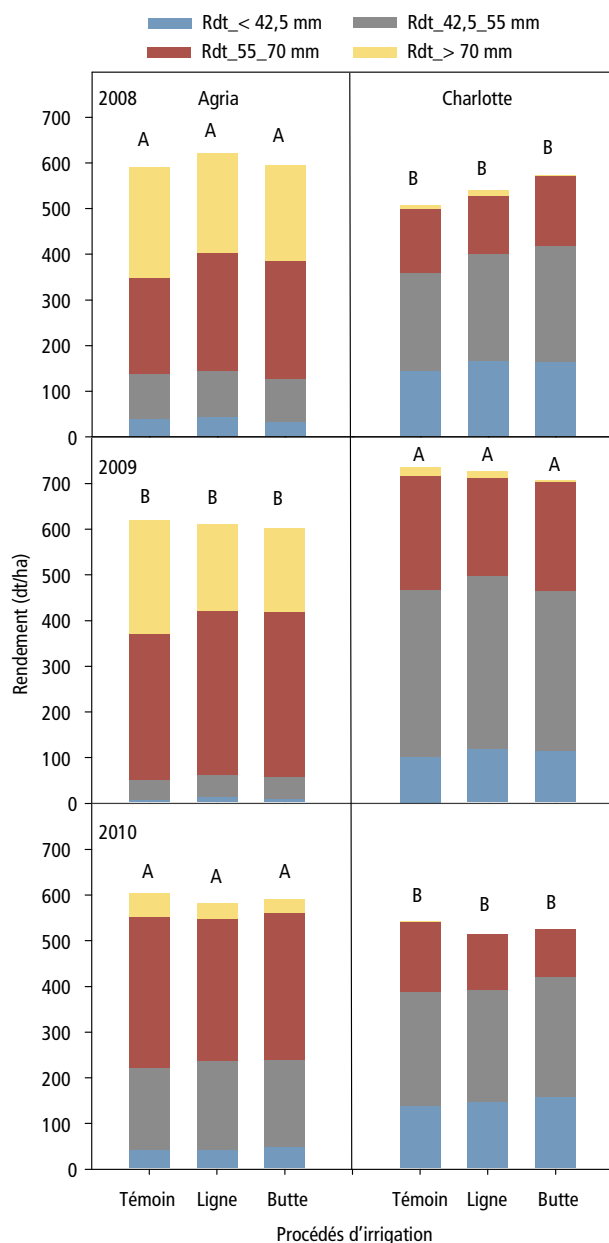 Rdt_< 42,5 mm Rdt_42,5_55 mm
Rdt_55_70 mm Rdt_> 70 mm
2008 Agria Charlotte
700
600
500
400
300
200
100
0
A A A B B B
2009
700
600
500
400
300
200
100
0
B B B A A A
2010
700
600
500
400
300
200
100
0
A A A B B B
Rendement (dt/ha)
Témoin Ligne Butte Témoin Ligne Butte
Procédés d'irrigation